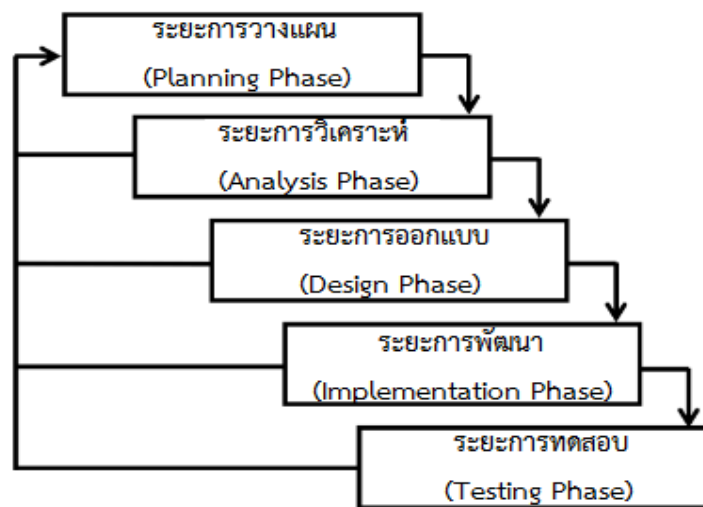 ระยะการวางแผน
(Planning Phase)
ระยะการวิเคราะห์
(Analysis Phase)
ระยะการออกแบบ
(Design Phase)
ระยะการพัฒนา
(Implementation Phase)
ระยะการทดสอบ
(Testing Phase)